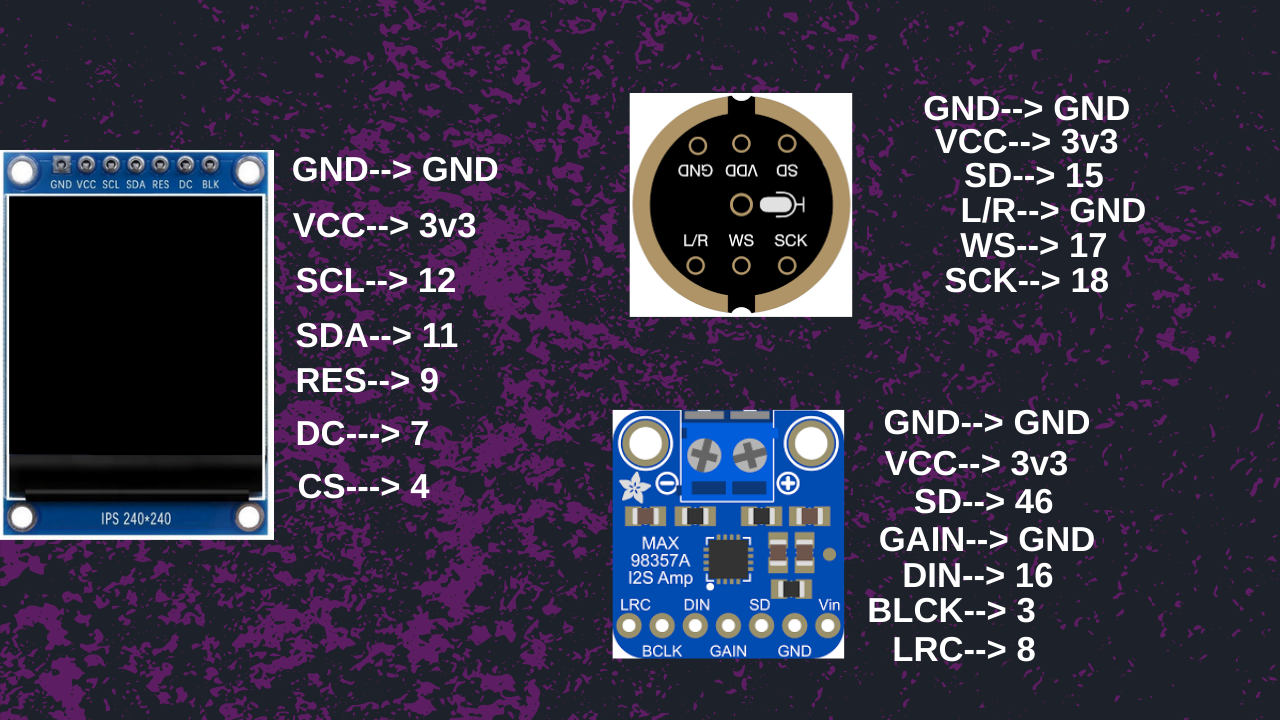 GND VCC SCL SDA RES DC BLK
IPS 240*240
GND--> GND
VCC--> 3v3
SCL--> 12
SDA--> 11
RES--> 9
DC---> 7
CS---> 4
GND VDD SD
L/R WS SCK
GND--> GND
VCC--> 3v3
SD--> 15
L/R--> GND
WS--> 17
SCK--> 18
MAX
98357A
I2S Amp
LRC DIN SD Vin
BCLK GAIN GND
GND--> GND
VCC--> 3v3
SD--> 46
GAIN--> GND
DIN--> 16
BLCK--> 3
LRC--> 8